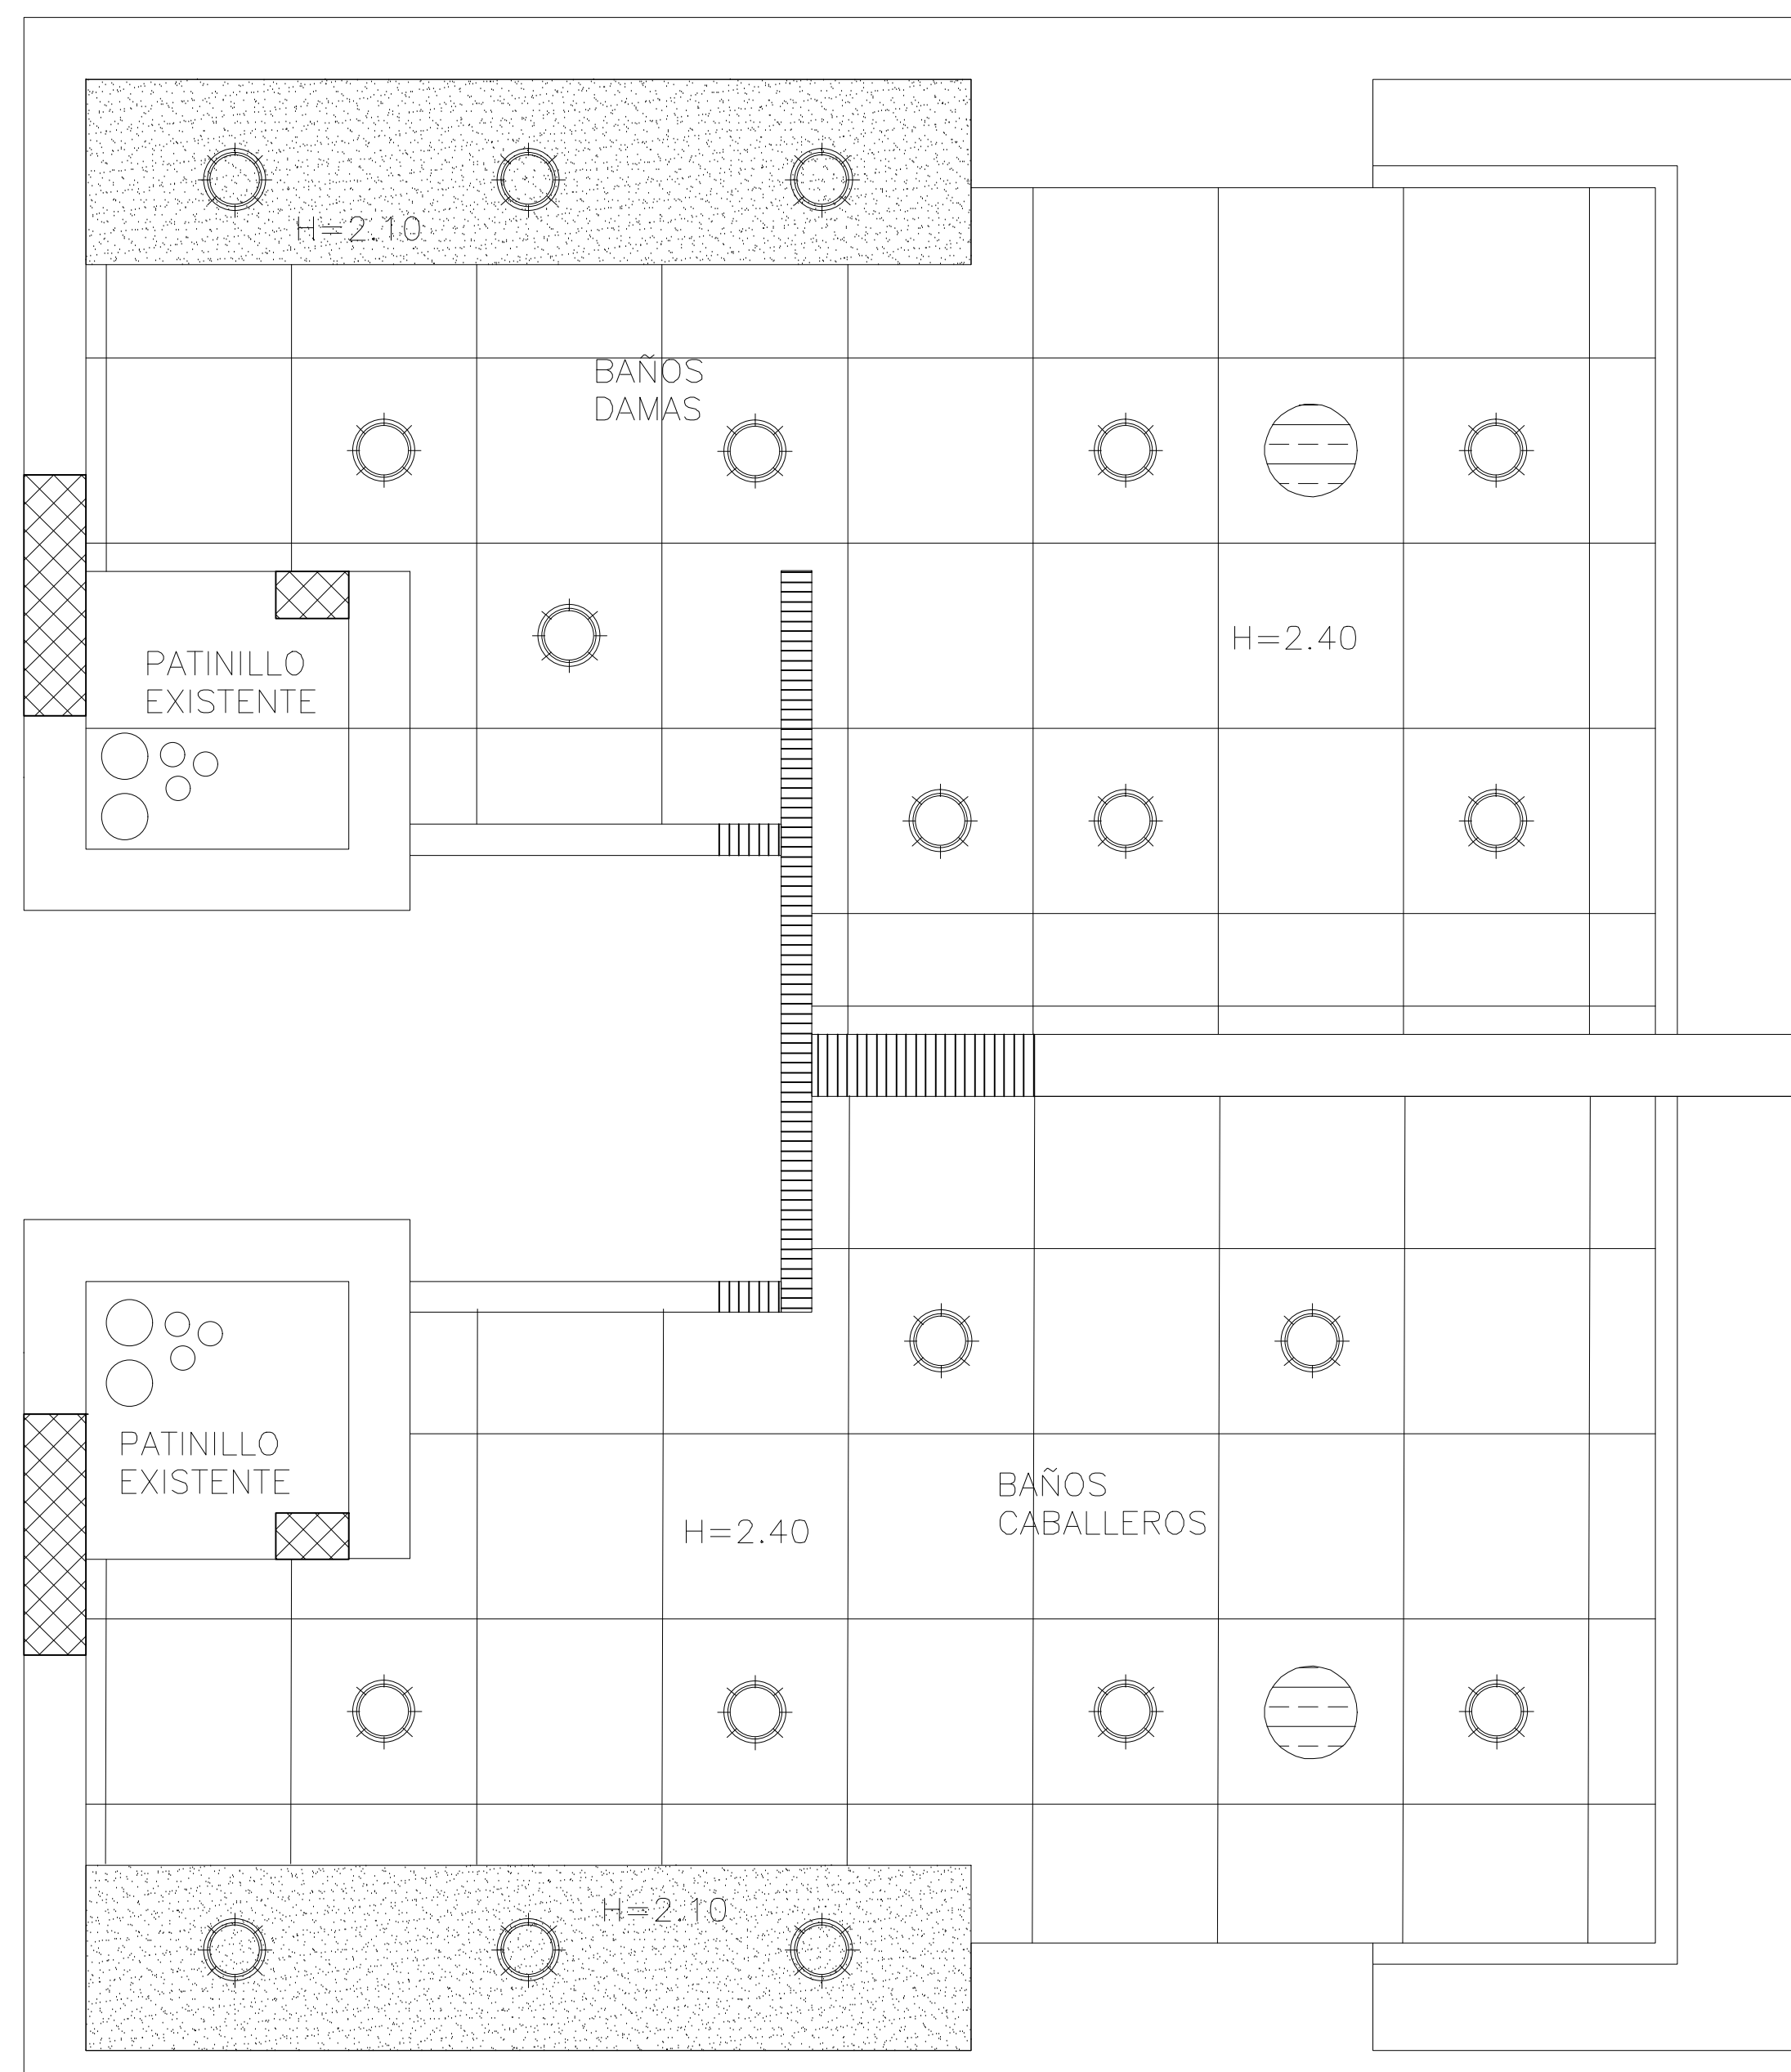 H=2.10
BAÑOS
DAMAS
H=2.40
PATINILLO
EXISTENTE
PATINILLO
EXISTENTE
BAÑOS
CABALLEROS
H=2.40
H=2.10